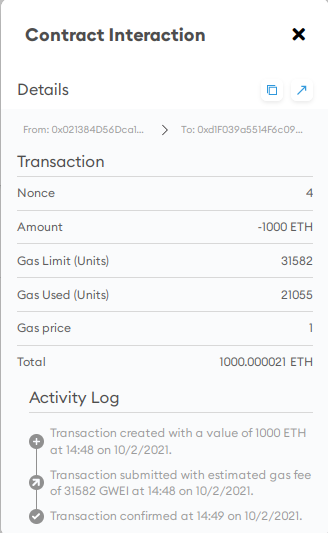 Contract Interaction
Details
From: 0x021384D56Dca1... To: 0xd1F039a5514F6c09...
Transaction
Nonce 4
Amount -1000 ETH
Gas Limit (Units) 31582
Gas Used (Units) 21055
Gas price 1
Total 1000.000021 ETH
Activity Log
Transaction created with a value of 1000 ETH
at 14:48 on 10/2/2021.
Transaction submitted with estimated gas fee
of 31582 GWEI at 14:48 on 10/2/2021.
Transaction confirmed at 14:49 on 10/2/2021.